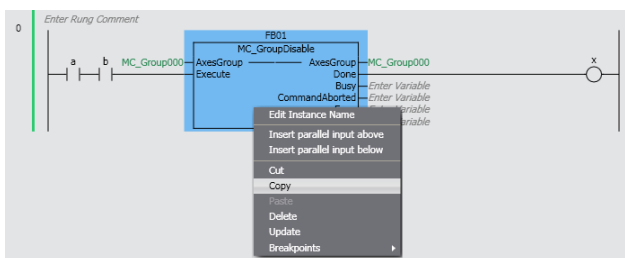 Enter Rung Comment
0
FB01
MC_GroupDisable
a b MC_Group000 AxesGroup AxesGroup MC_Group000 x
Execute Done
Busy Enter Variable
CommandAborted Enter Variable
Variable
Edit Instance Name
Insert parallel input above
Insert parallel input below
Cut
Copy
Paste
Delete
Update
Breakpoints